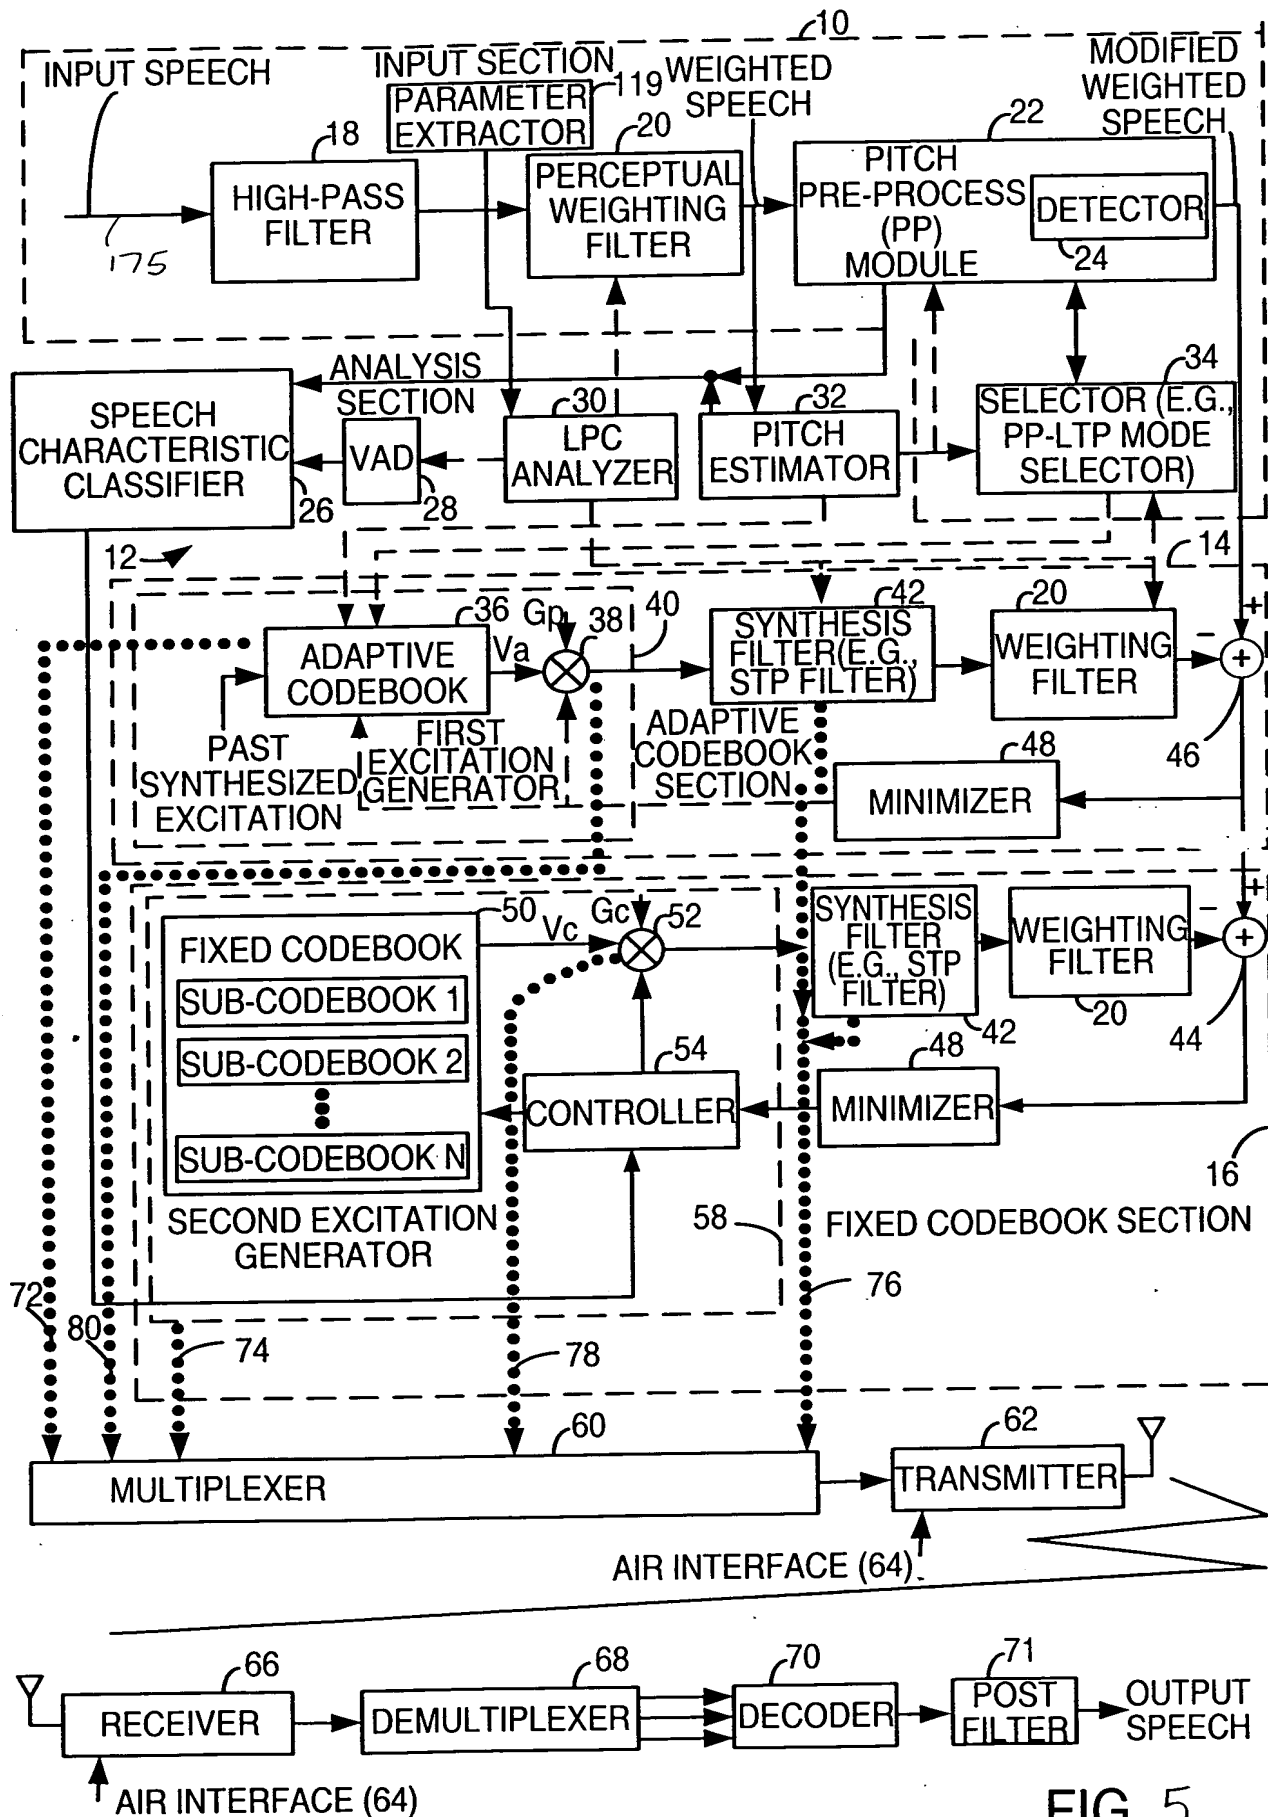 10
INPUT SPEECH
INPUT SECTION
PARAMETER
EXTRACTOR
119
WEIGHTED
SPEECH
MODIFIED
WEIGHTED
SPEECH
18
HIGH-PASS
FILTER
175
20
PERCEPTUAL
WEIGHTING
FILTER
22
PITCH
PRE-PROCESS
(PP)
MODULE
DETECTOR
24
ANALYSIS
SECTION
SPEECH
CHARACTERISTIC
CLASSIFIER
26
VAD
28
30
LPC
ANALYZER
32
PITCH
ESTIMATOR
34
SELECTOR (E.G.,
PP-LTP MODE
SELECTOR)
12
14
36
ADAPTIVE
CODEBOOK
Va
Gp
38
40
42
SYNTHESIS
FILTER(E.G.,
STP FILTER)
20
WEIGHTING
FILTER
-
+
+
46
PAST
SYNTHESIZED
EXCITATION
FIRST
EXCITATION
GENERATOR
ADAPTIVE
CODEBOOK
SECTION
48
MINIMIZER
50
FIXED CODEBOOK
SUB-CODEBOOK 1
SUB-CODEBOOK 2
SUB-CODEBOOK N
Vc
Gc
52
SYNTHESIS
FILTER
(E.G., STP
FILTER)
42
WEIGHTING
FILTER
20
-
+
+
44
54
CONTROLLER
48
MINIMIZER
16
SECOND EXCITATION
GENERATOR
58
FIXED CODEBOOK SECTION
72
80
74
78
76
60
MULTIPLEXER
62
TRANSMITTER
AIR INTERFACE (64)
66
RECEIVER
68
DEMULTIPLEXER
70
DECODER
71
POST
FILTER
OUTPUT
SPEECH
AIR INTERFACE (64)
FIG. 5